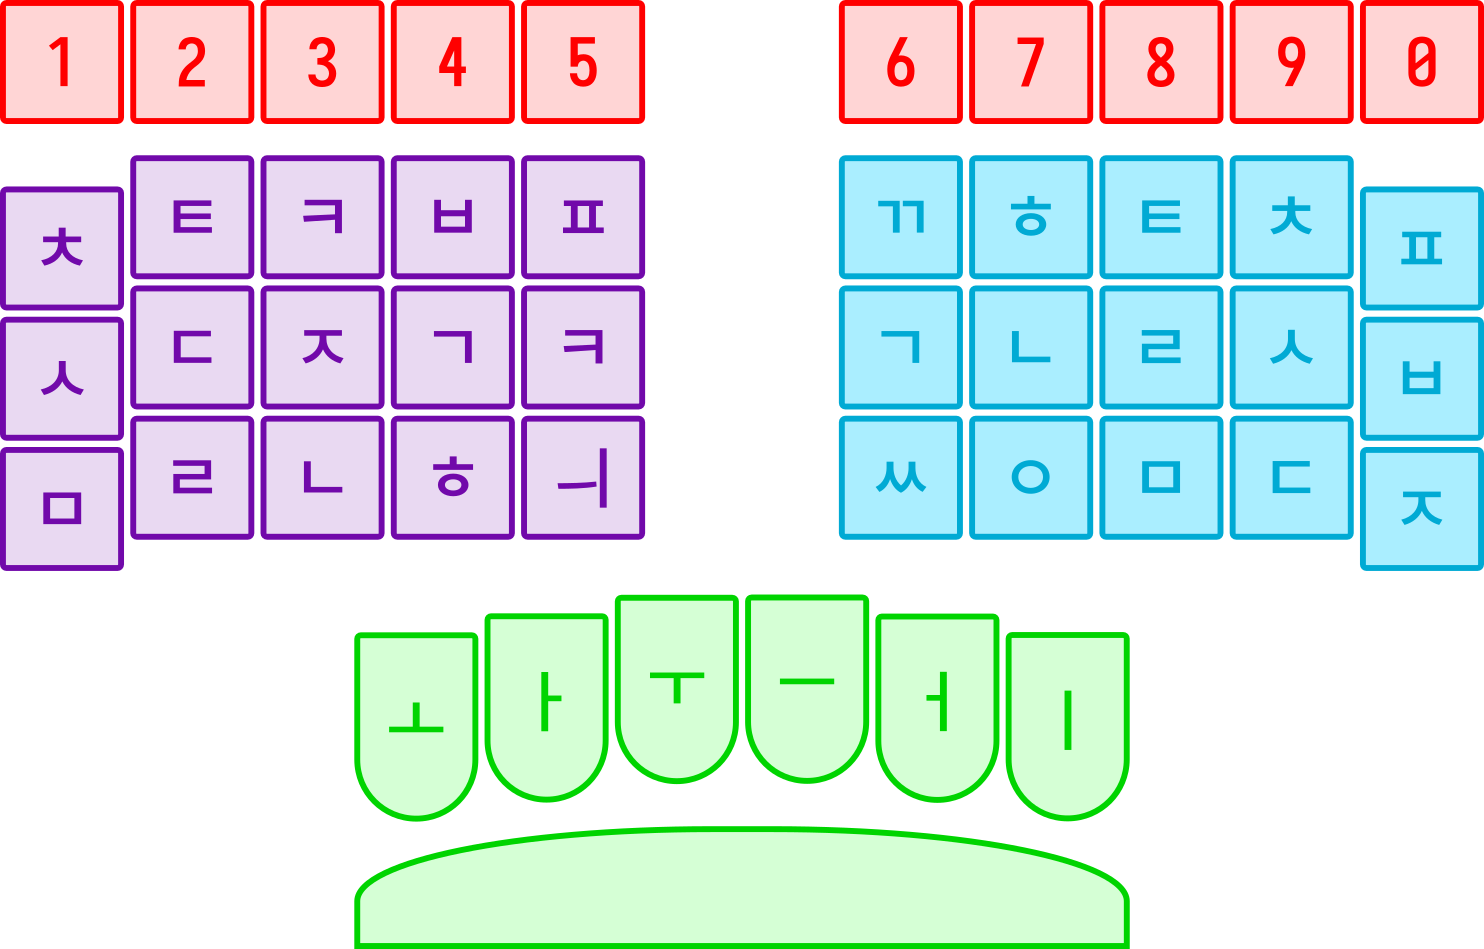 1 2 3 4 5 6 7 8 9 0
ㅊ ㅌ ㅋ ㅂ ㅍ ㄲ ㅎ ㅌ ㅊ ㅍ
ㅅ ㄷ ㅈ ㄱ ㅋ ㄱ ㄴ ㄹ ㅅ ㅂ
ㅁ ㄹ ㄴ ㅎ ㅢ ㅆ ㅇ ㅁ ㄷ ㅈ
ㅗ ㅏ ㅜ ㅡ ㅓ ㅣ